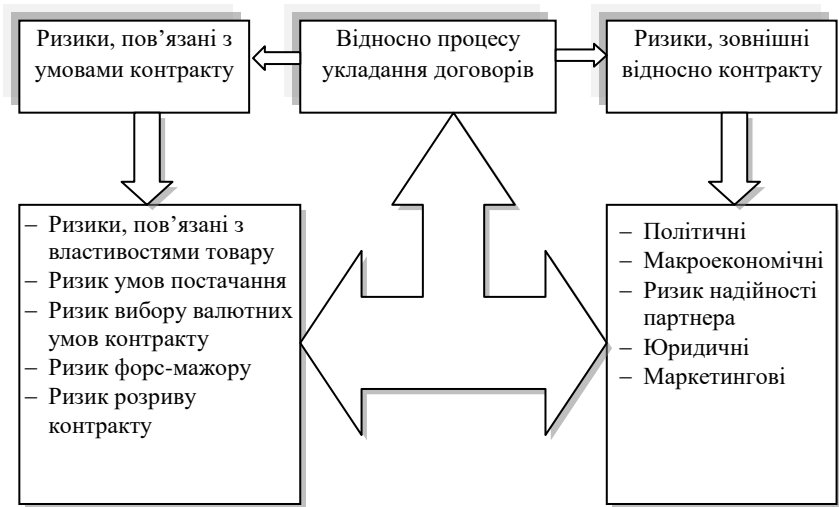 Ризики, пов’язані з
умовами контракту
Відносно процесу
укладання договорів
Ризики, зовнішні
відносно контракту
– Ризики, пов’язані з
властивостями товару
– Ризик умов постачання
– Ризик вибору валютних
умов контракту
– Ризик форс-мажору
– Ризик розриву
контракту
– Політичні
– Макроекономічні
– Ризик надійності
партнера
– Юридичні
– Маркетингові